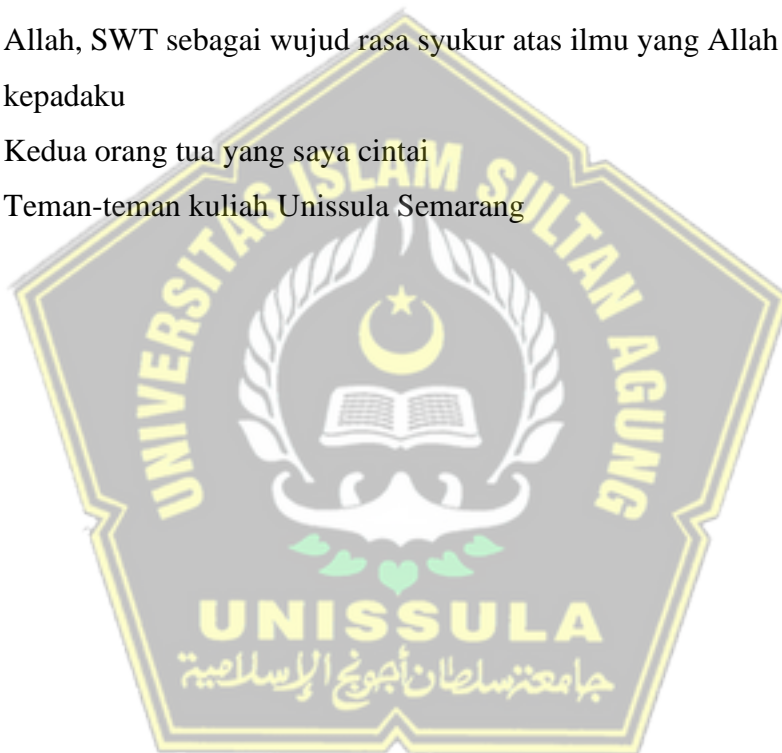 Allah, SWT sebagai wujud rasa syukur atas ilmu yang Allah
kepadaku
Kedua orang tua yang saya cintai
Teman-teman kuliah Unissula Semarang
UNIVERSITAS ISLAM SULTAN AGUNG
UNISSULA
جامعة سلطان أجونج الإسلامية